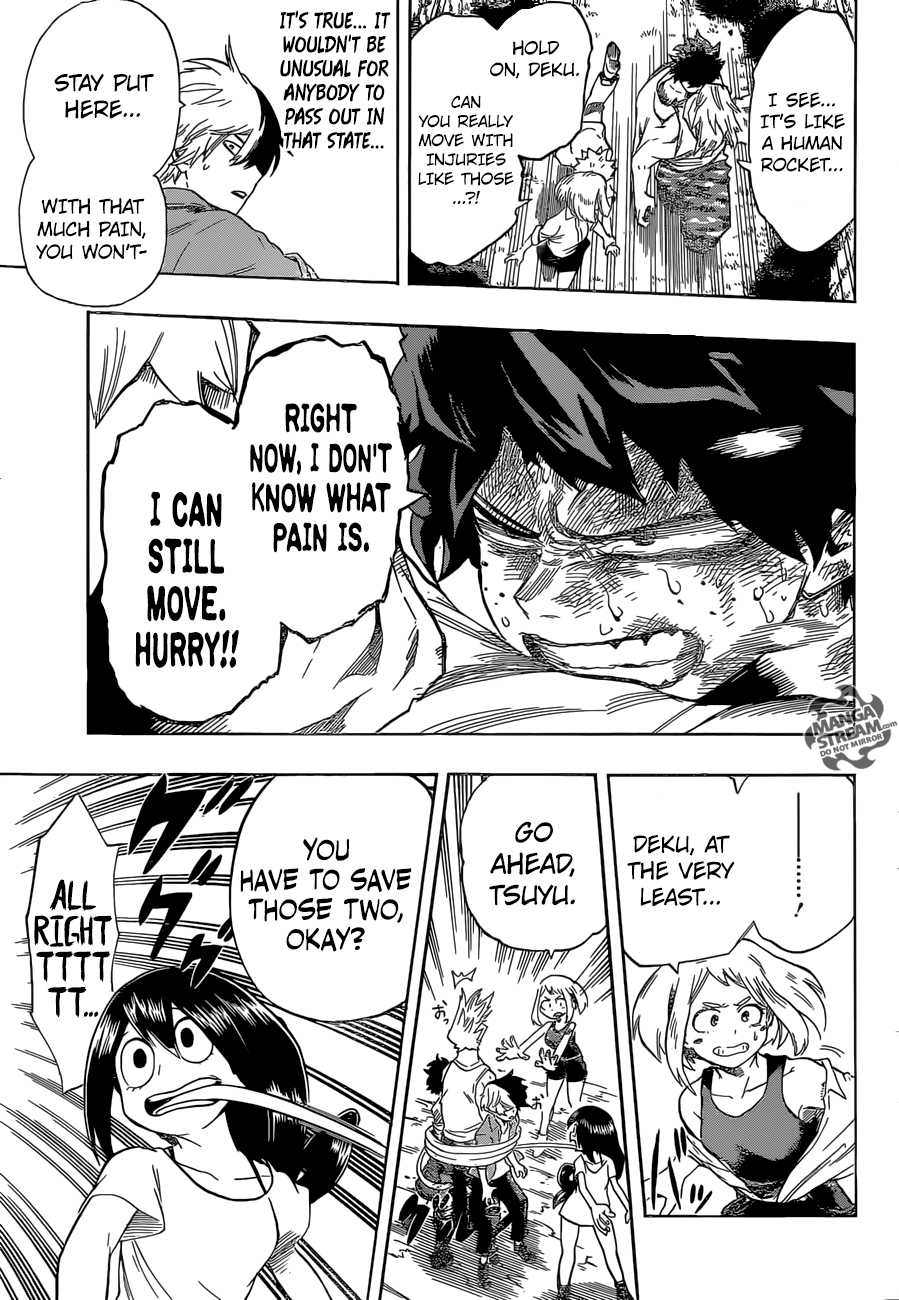 I SEE...
IT'S LIKE
A HUMAN
ROCKET...
HOLD
ON, DEKU.
CAN
YOU REALLY
MOVE WITH
INJURIES
LIKE THOSE
...?!
IT'S TRUE... IT
WOULDN'T BE
UNUSUAL FOR
ANYBODY TO
PASS OUT IN
THAT STATE...
STAY PUT
HERE...
WITH THAT
MUCH PAIN,
YOU WON'T-
RIGHT
NOW, I DON'T
KNOW WHAT
PAIN IS.
I CAN
STILL
MOVE.
HURRY!!
MANGA
STREAM.com
DO NOT MIRROR
......!
DEKU, AT
THE VERY
LEAST...
GO
AHEAD,
TSUYU.
YOU
HAVE TO SAVE
THOSE TWO,
OKAY?
ALL
RIGHT
TTTT
TT...